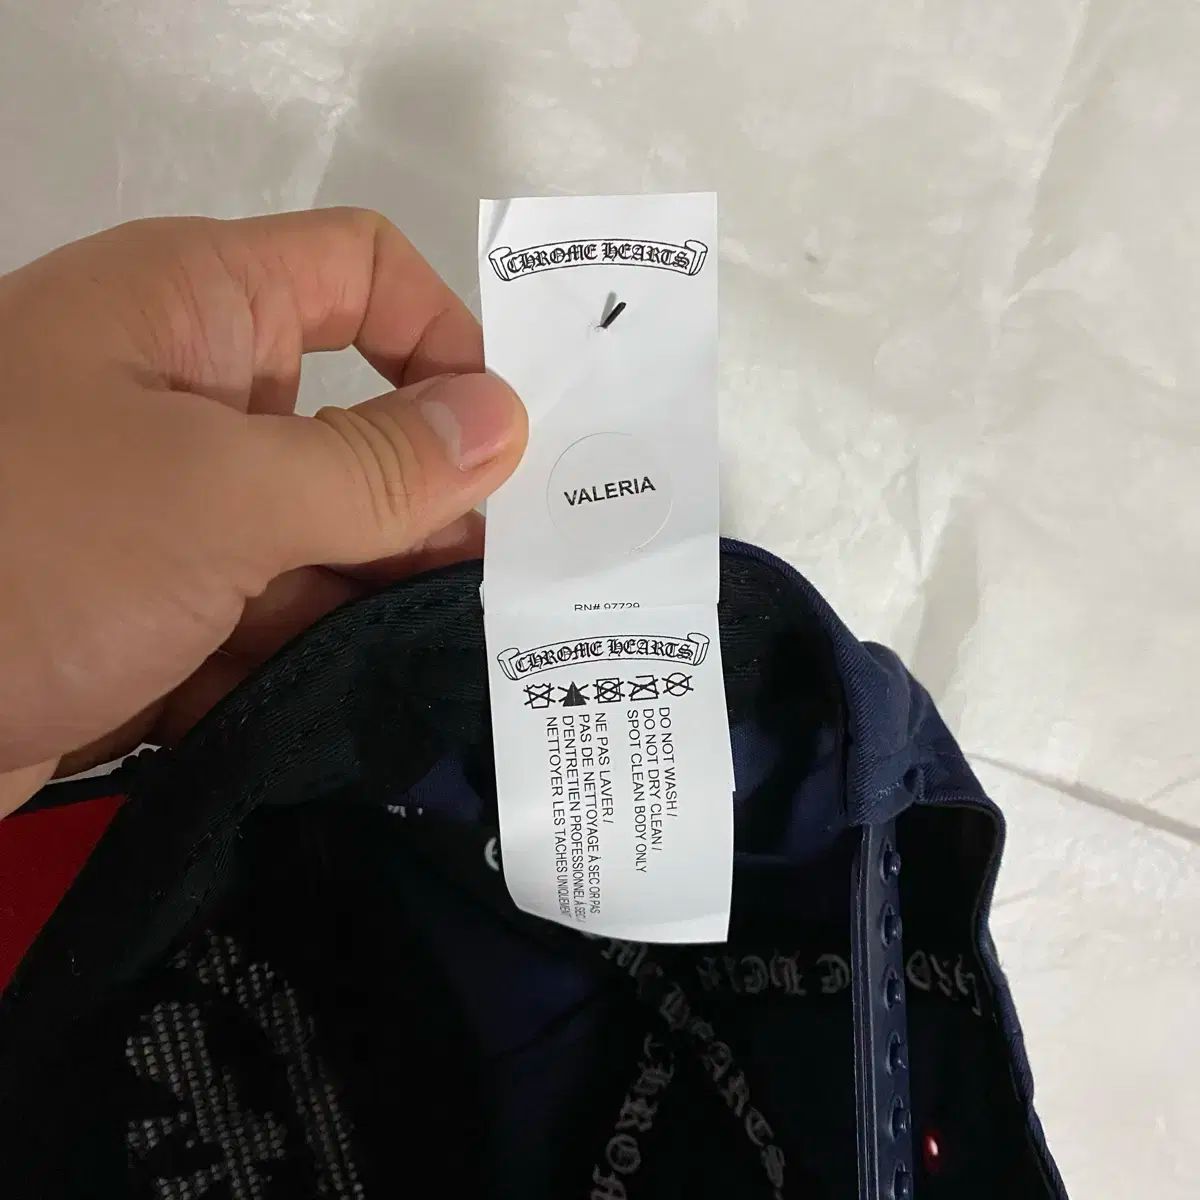 CHROME HEARTS
VALERIA
RN# 97729
CHROME HEARTS
DO NOT WASH /
DO NOT DRY CLEAN /
SPOT CLEAN BODY ONLY
NE PAS LAVER /
PAS DE NETTOYAGE À SEC OR PAS
D'ENTRETIEN PROFESSIONNEL À SEC /
NETTOYER LES TACHES UNIQUEMENT
HEARTS